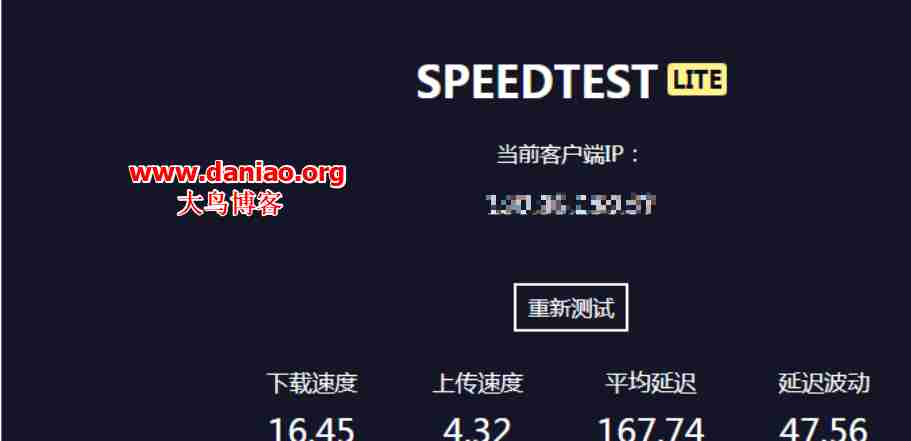 SPEEDTEST LITE
当前客户端IP：
www.daniao.org
大鸟博客
重新测试
下载速度 上传速度 平均延迟 延迟波动
16.45 4.32 167.74 47.56